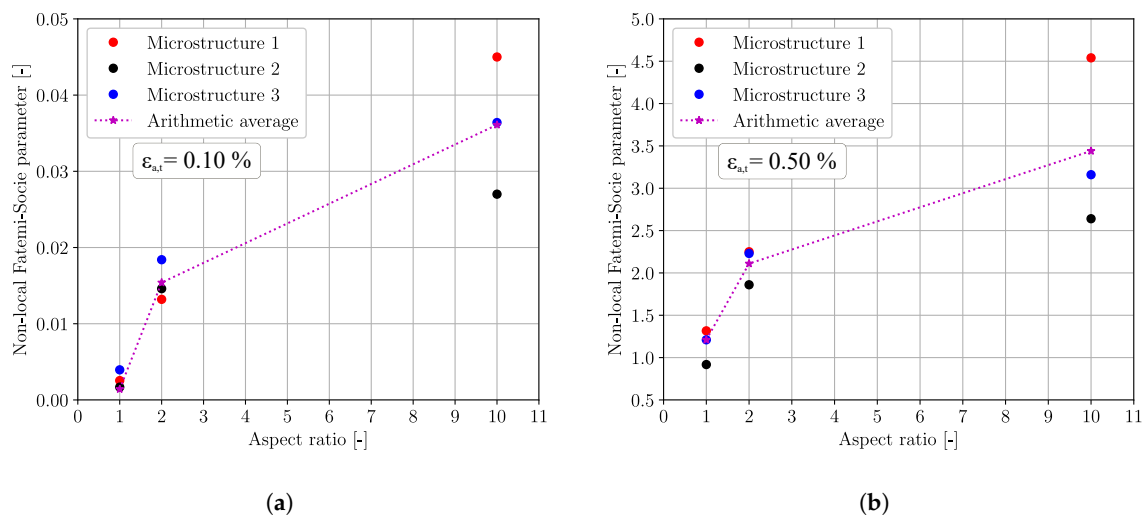 0.05
0.04
0.03
0.02
0.01
0.00
Non-local Fatemi-Socie parameter [-]
Microstructure 1
Microstructure 2
Microstructure 3
Arithmetic average
εa,t= 0.10 %
0 1 2 3 4 5 6 7 8 9 10 11
Aspect ratio [-]
(a)
5.0
4.5
4.0
3.5
3.0
2.5
2.0
1.5
1.0
0.5
Non-local Fatemi-Socie parameter [-]
Microstructure 1
Microstructure 2
Microstructure 3
Arithmetic average
εa,t= 0.50 %
0 1 2 3 4 5 6 7 8 9 10 11
Aspect ratio [-]
(b)